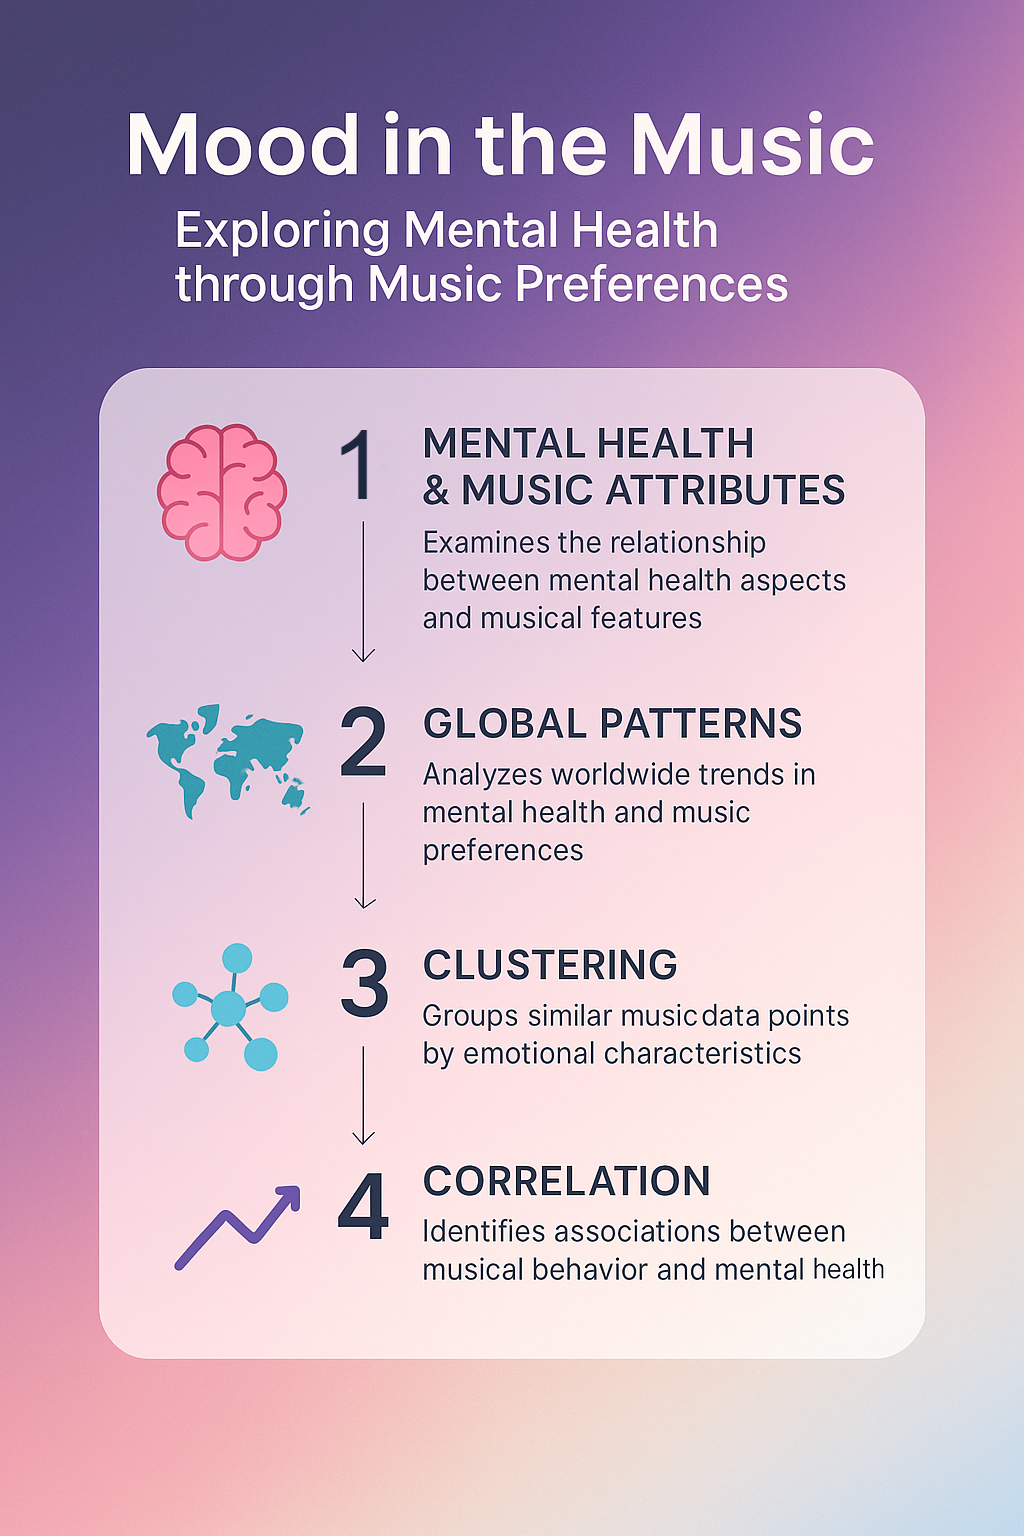 Mood in the Music
Exploring Mental Health
through Music Preferences
1
MENTAL HEALTH
& MUSIC ATTRIBUTES
Examines the relationship
between mental health aspects
and musical features
2
GLOBAL PATTERNS
Analyzes worldwide trends in
mental health and music
preferences
3
CLUSTERING
Groups similar music data points
by emotional characteristics
4
CORRELATION
Identifies associations between
musical behavior and mental health